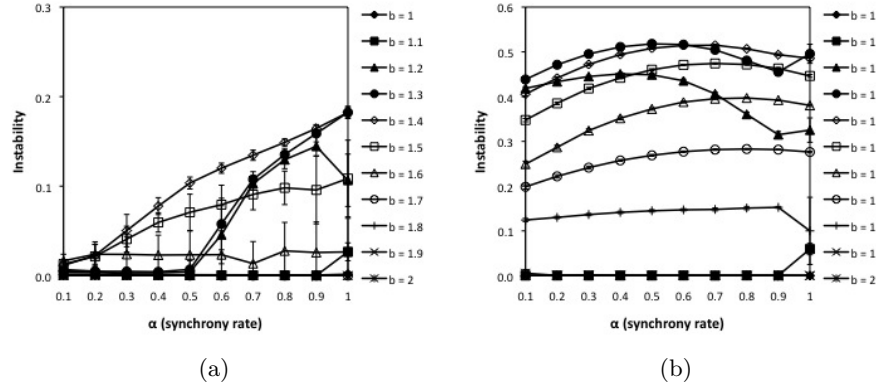 0.3
0.2
0.1
0.0
Instability
0.1 0.2 0.3 0.4 0.5 0.6 0.7 0.8 0.9 1
α (synchrony rate)
b = 1
b = 1.1
b = 1.2
b = 1.3
b = 1.4
b = 1.5
b = 1.6
b = 1.7
b = 1.8
b = 1.9
b = 2
(a)
0.6
0.5
0.4
0.3
0.2
0.1
0.0
Instability
0.1 0.2 0.3 0.4 0.5 0.6 0.7 0.8 0.9 1
α (synchrony rate)
b = 1
b = 1
b = 1
b = 1
b = 1
b = 1
b = 1
b = 1
b = 1
b = 1
b = 2
(b)